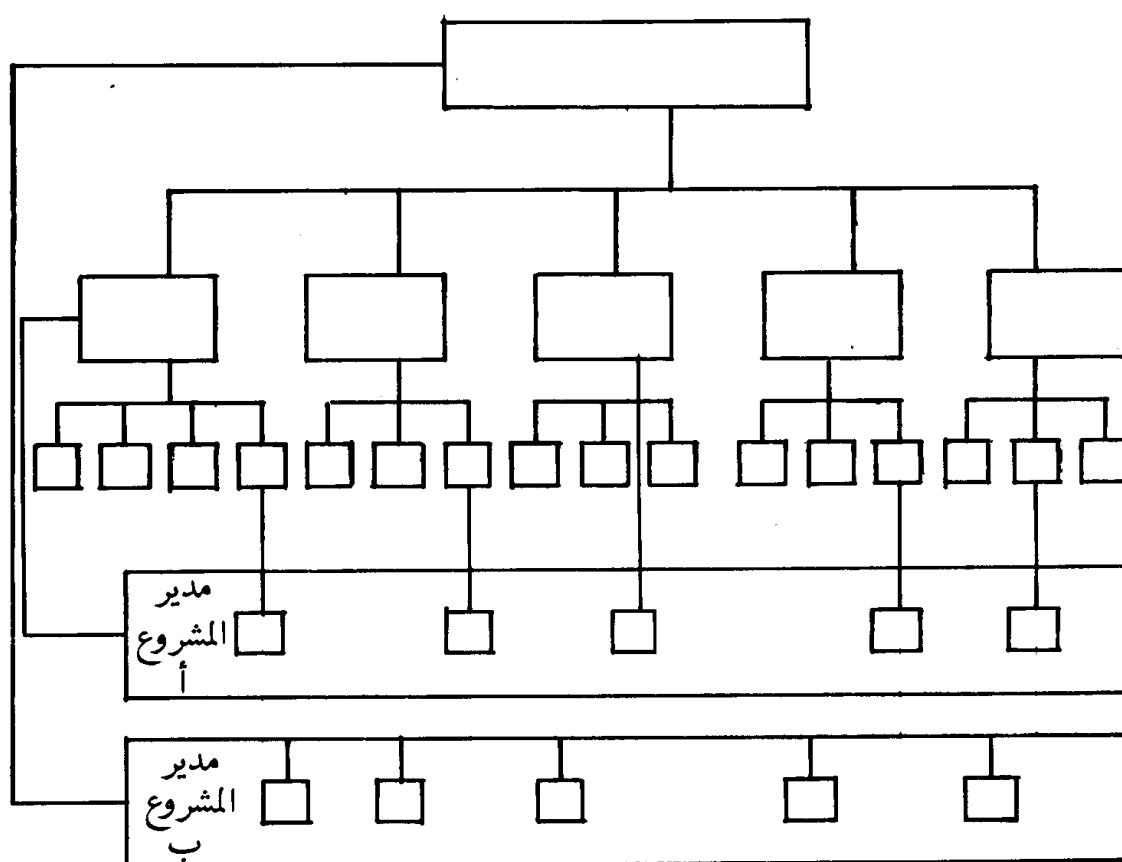 مدير
المشروع
أ
مدير
المشروع
ب